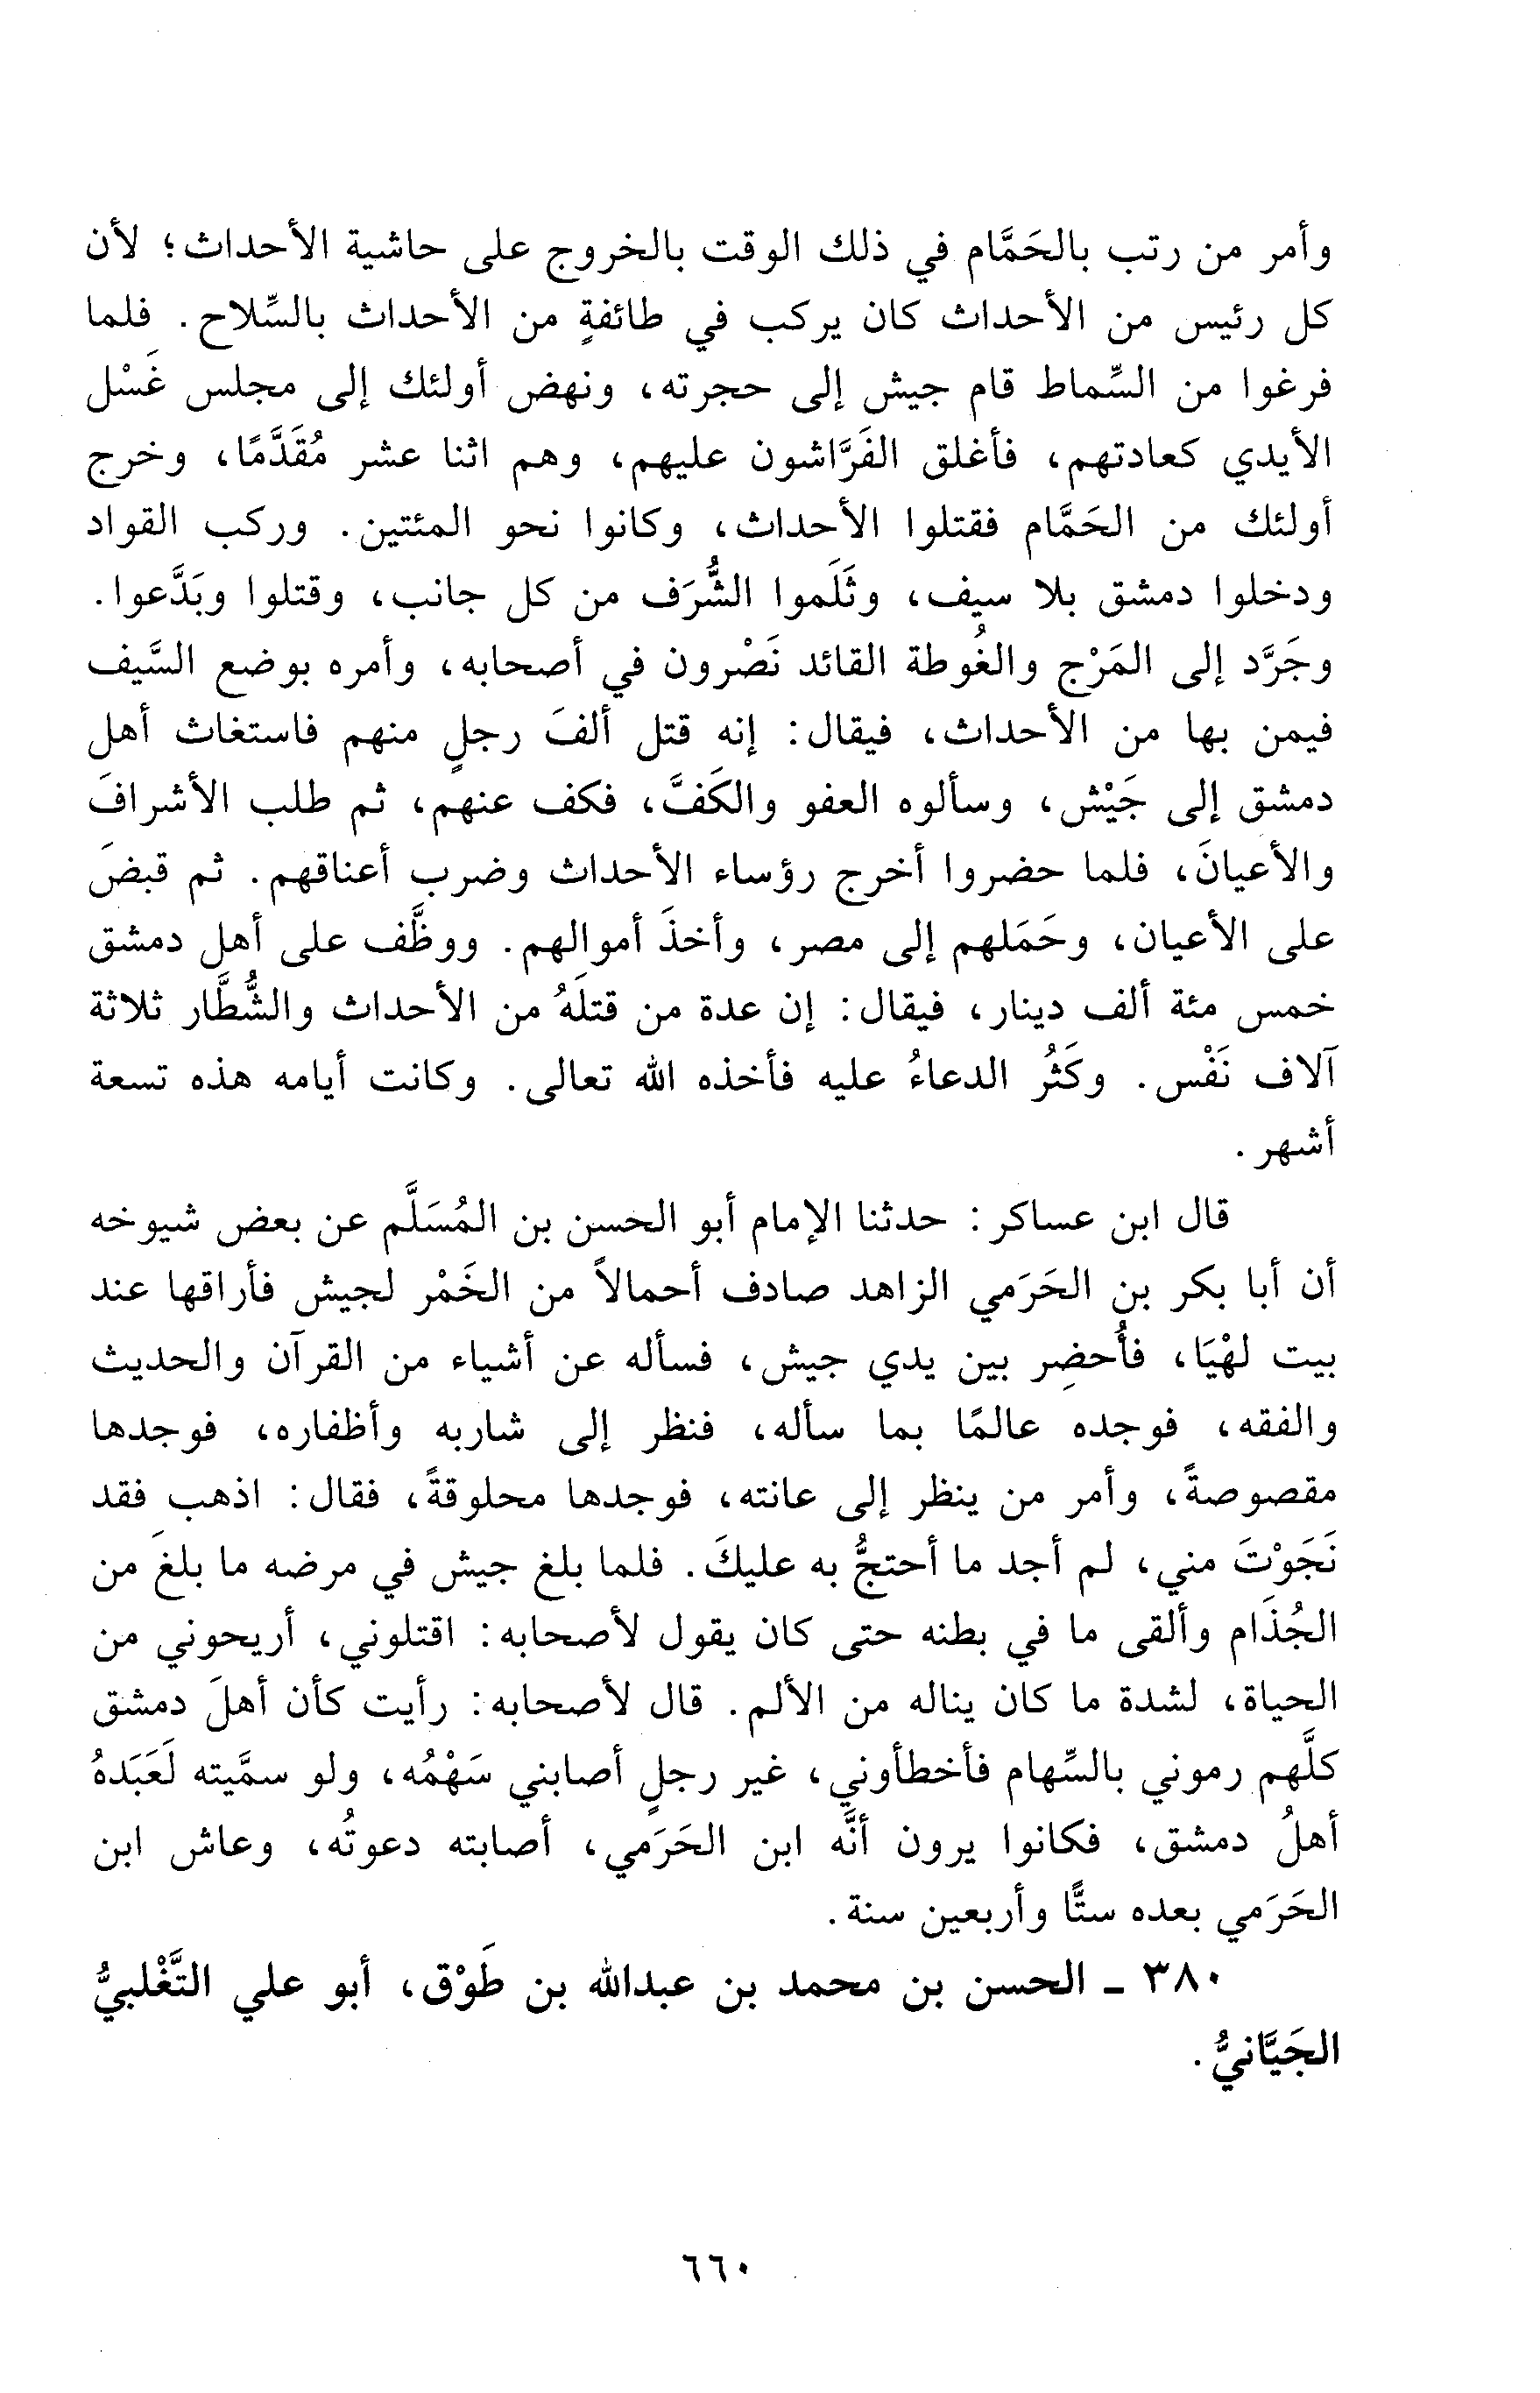 وأمر من رتب بالحَمَّام في ذلك الوقت بالخروج على حاشية الأحداث؛ لأن
كل رئيس من الأحداث كان يركب في طائفةٍ من الأحداث بالسِّلاح. فلما
فرغوا من السِّماط قام جيش إلى حجرته، ونهض أولئك إلى مجلس غَسْل
الأيدي كعادتهم، فأغلق الفَرَّاشون عليهم، وهم اثنا عشر مُقَدَّمًا، وخرج
أولئك من الحَمَّام فقتلوا الأحداث، وكانوا نحو المئتين. وركب القواد
ودخلوا دمشق بلا سيف، وثَلَموا الشُّرَف من كل جانب، وقتلوا وبَدَّعوا.
وجَرَّد إلى المَرْج والغُوطة القائد نَصْرون في أصحابه، وأمره بوضع السَّيف
فيمن بها من الأحداث، فيقال: إنه قتل ألفَ رجلٍ منهم فاستغاث أهل
دمشق إلى جَيْش، وسألوه العفو والكَفَّ، فكف عنهم، ثم طلب الأشرافَ
والأعيانَ، فلما حضروا أخرج رؤساء الأحداث وضرب أعناقهم. ثم قبضَ
على الأعيان، وحَمَلهم إلى مصر، وأخذَ أموالهم. ووظَّف على أهل دمشق
خمس مئة ألف دينار، فيقال: إن عدة من قتلَهُ من الأحداث والشُّطَّار ثلاثة
آلاف نَفْس. وكَثُر الدعاءُ عليه فأخذه الله تعالى. وكانت أيامه هذه تسعة
أشهر.
قال ابن عساكر: حدثنا الإمام أبو الحسن بن المُسَلَّم عن بعض شيوخه
أن أبا بكر بن الحَرَمي الزاهد صادف أحمالاً من الخَمْر لجيش فأراقها عند
بيت لهْيَا، فأُحضِر بين يدي جيش، فسأله عن أشياء من القرآن والحديث
والفقه، فوجده عالمًا بما سأله، فنظر إلى شاربه وأظفاره، فوجدها
مقصوصةً، وأمر من ينظر إلى عانته، فوجدها محلوقةً، فقال: اذهب فقد
نَجَوْتَ مني، لم أجد ما أحتجُّ به عليكَ. فلما بلغ جيش في مرضه ما بلغَ من
الجُذَام وألقى ما في بطنه حتى كان يقول لأصحابه: اقتلوني، أريحوني من
الحياة، لشدة ما كان يناله من الألم. قال لأصحابه: رأيت كأن أهلَ دمشق
كلَّهم رموني بالسِّهام فأخطأوني، غير رجلٍ أصابني سَهْمُه، ولو سمَّيته لَعَبَدهُ
أهلُ دمشق، فكانوا يرون أنَّه ابن الحَرَمي، أصابته دعوتُه، وعاش ابن
الحَرَمي بعده ستًّا وأربعين سنة.
٣٨٠ - الحسن بن محمد بن عبدالله بن طَوْق، أبو علي التَّغْلبيُّ
الجَيَّانيُّ.
٦٦٠